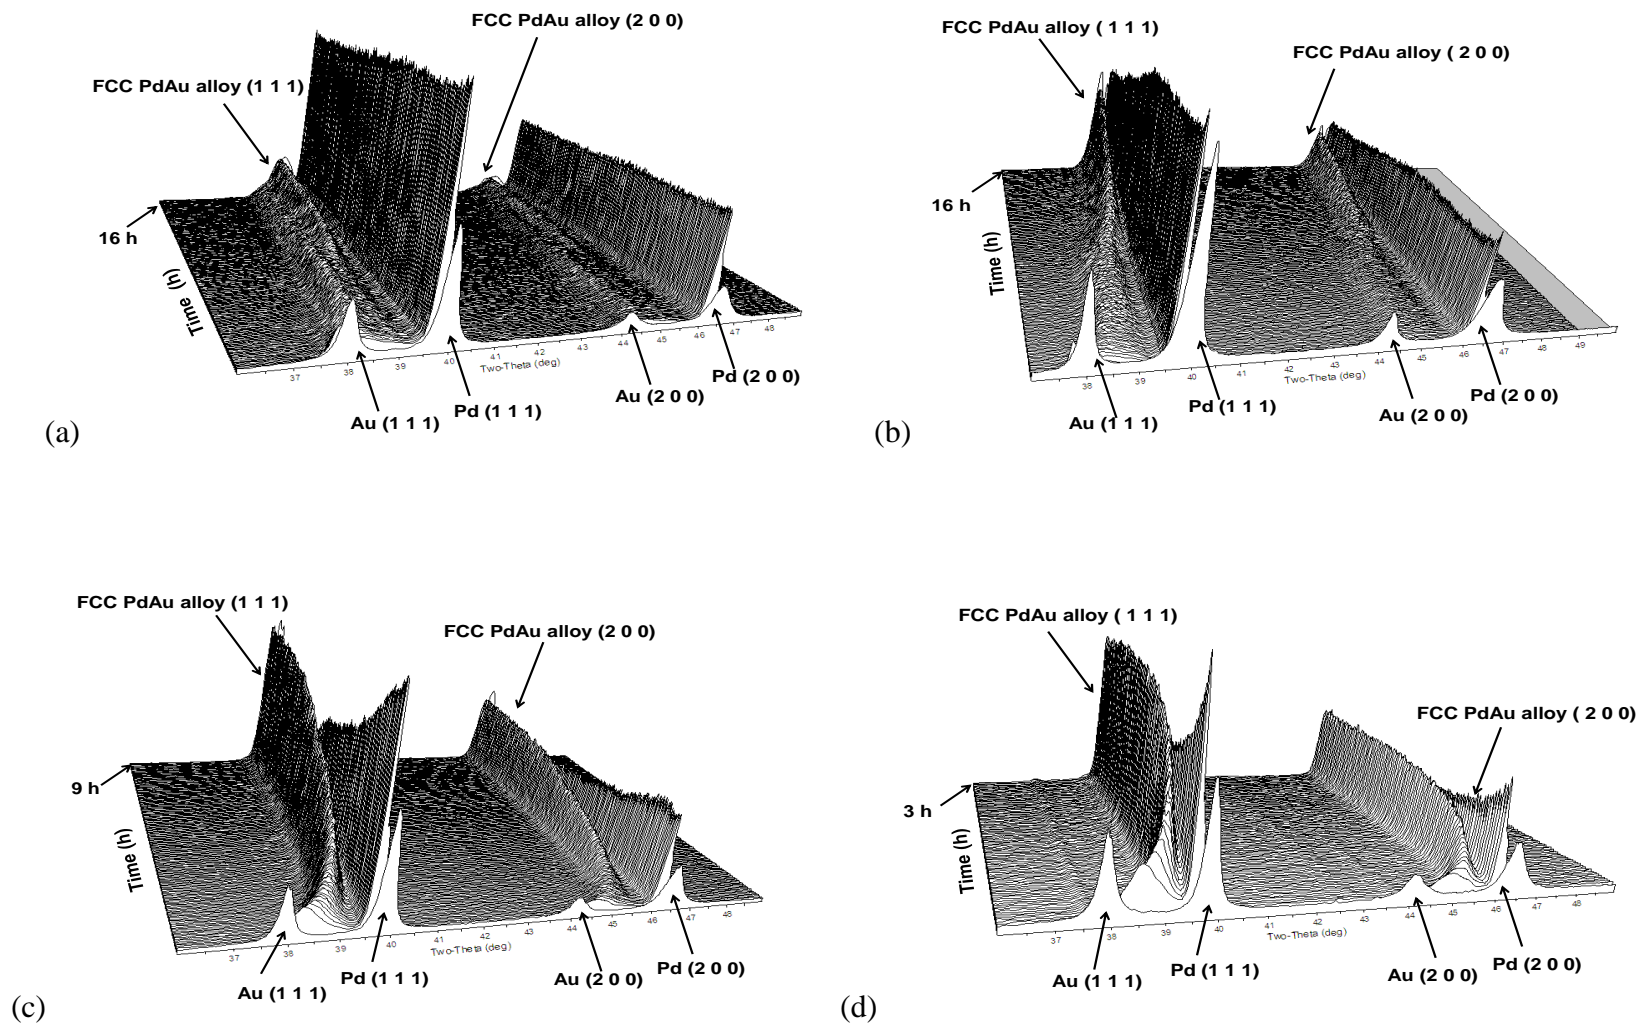 FCC PdAu alloy (2 0 0)
FCC PdAu alloy (1 1 1)
16 h
Time (h)
37 38 39 40 41 42 43 44 45 46 47 48
Two-Theta (deg)
Au (1 1 1)
Pd (1 1 1)
Au (2 0 0)
Pd (2 0 0)
(a)
FCC PdAu alloy ( 1 1 1)
FCC PdAu alloy ( 2 0 0)
16 h
Time (h)
38 39 40 41 42 43 44 45 46 47 48 49
Two-Theta (deg)
Au (1 1 1)
Pd (1 1 1)
Au (2 0 0)
Pd (2 0 0)
(b)
FCC PdAu alloy (1 1 1)
FCC PdAu alloy (2 0 0)
9 h
Time (h)
37 38 39 40 41 42 43 44 45 46 47 48
Two-Theta (deg)
Au (1 1 1)
Pd (1 1 1)
Au (2 0 0)
Pd (2 0 0)
(c)
FCC PdAu alloy ( 1 1 1)
FCC PdAu alloy ( 2 0 0)
3 h
Time (h)
37 38 39 40 41 42 43 44 45 46 47 48
Two-Theta (deg)
Au (1 1 1)
Pd (1 1 1)
Au (2 0 0)
Pd (2 0 0)
(d)